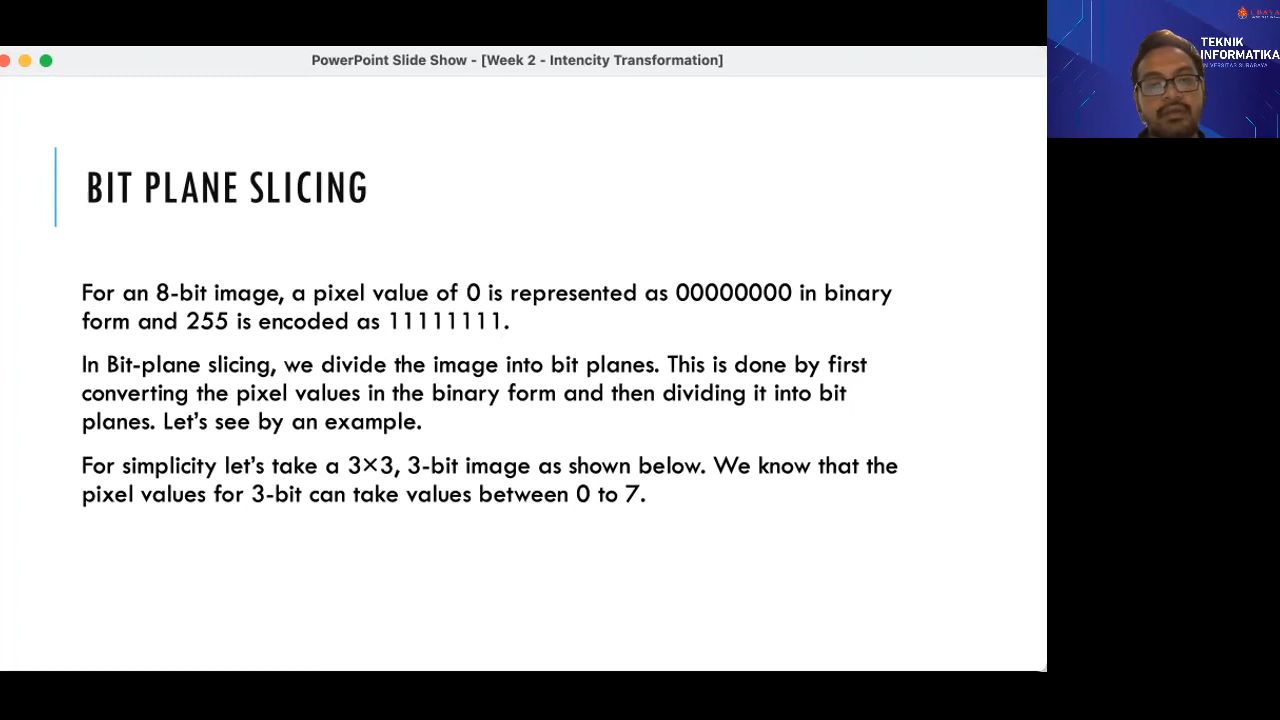 PowerPoint Slide Show - [Week 2 - Intencity Transformation]
TEKNIK
INFORMATIKA
UNIVERSITAS SURABAYA
BIT PLANE SLICING
For an 8-bit image, a pixel value of 0 is represented as 00000000 in binary
form and 255 is encoded as 11111111.
In Bit-plane slicing, we divide the image into bit planes. This is done by first
converting the pixel values in the binary form and then dividing it into bit
planes. Let's see by an example.
For simplicity let's take a 3×3, 3-bit image as shown below. We know that the
pixel values for 3-bit can take values between 0 to 7.